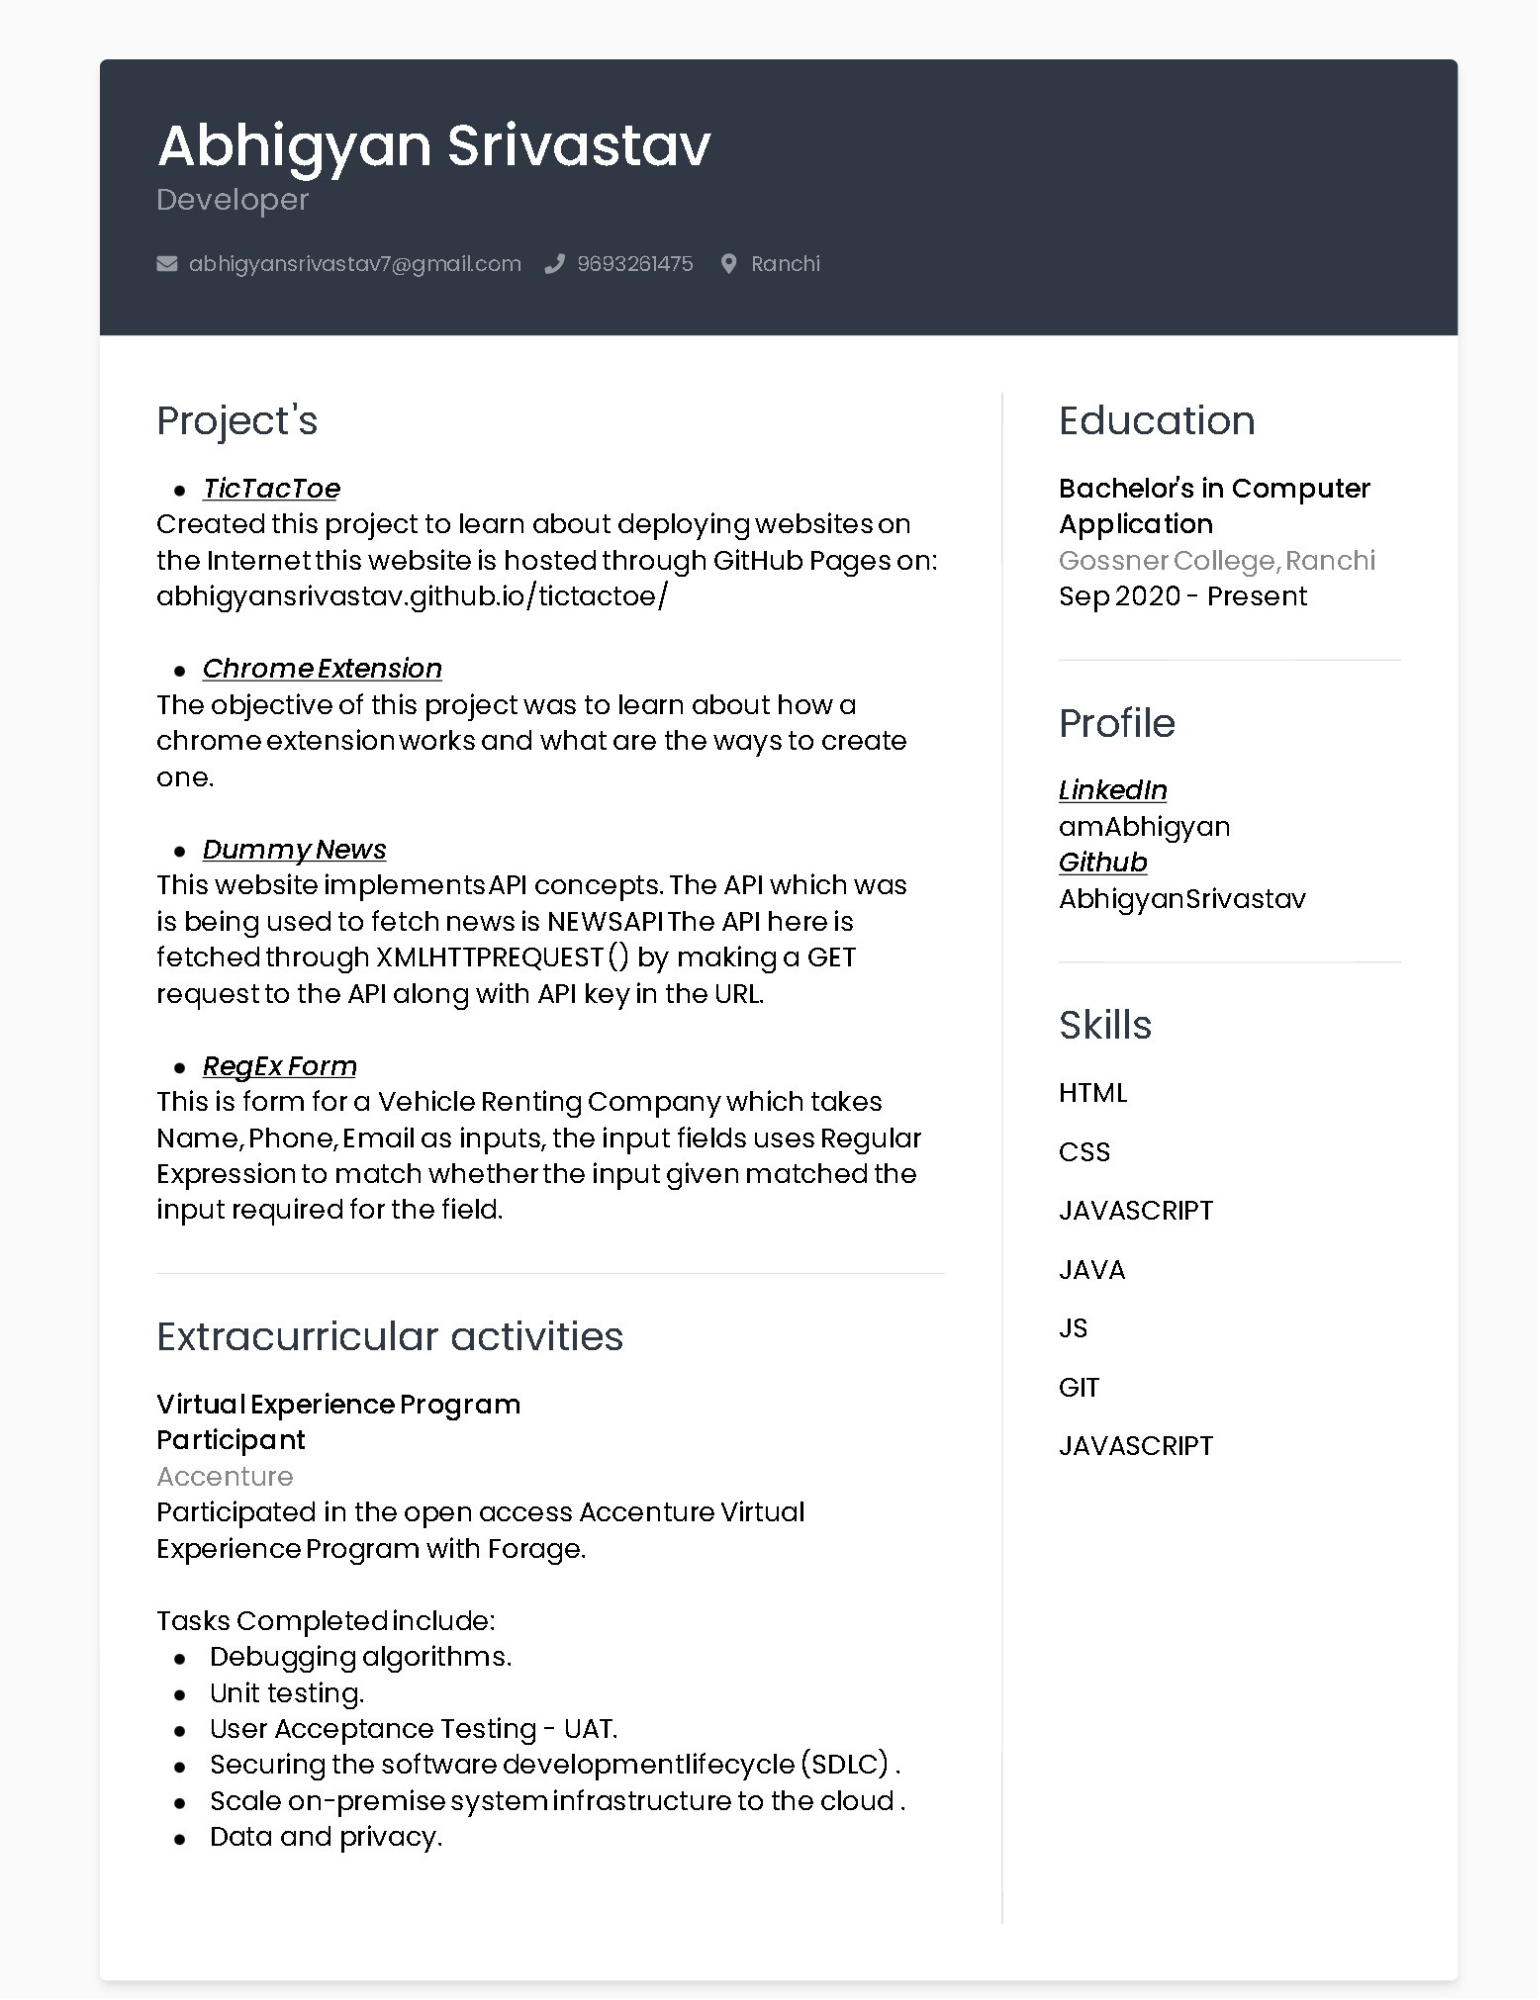 Abhigyan Srivastav
Developer
abhigyansrivastav7@gmail.com 9693261475 Ranchi
Project's
• TicTacToe
Created this project to learn about deploying websites on
the Internet this website is hosted through GitHub Pages on:
abhigyansrivastav.github.io/tictactoe/
• Chrome Extension
The objective of this project was to learn about how a
chrome extension works and what are the ways to create
one.
• Dummy News
This website implements API concepts. The API which was
is being used to fetch news is NEWSAPI The API here is
fetched through XMLHTTPREQUEST() by making a GET
request to the API along with API key in the URL.
• RegEx Form
This is form for a Vehicle Renting Company which takes
Name, Phone, Email as inputs, the input fields uses Regular
Expression to match whether the input given matched the
input required for the field.
Extracurricular activities
Virtual Experience Program
Participant
Accenture
Participated in the open access Accenture Virtual
Experience Program with Forage.
Tasks Completed include:
• Debugging algorithms.
• Unit testing.
• User Acceptance Testing - UAT.
• Securing the software development lifecycle (SDLC) .
• Scale on-premise system infrastructure to the cloud .
• Data and privacy.
Education
Bachelor's in Computer
Application
Gossner College, Ranchi
Sep 2020 - Present
Profile
LinkedIn
amAbhigyan
Github
AbhigyanSrivastav
Skills
HTML
CSS
JAVASCRIPT
JAVA
JS
GIT
JAVASCRIPT